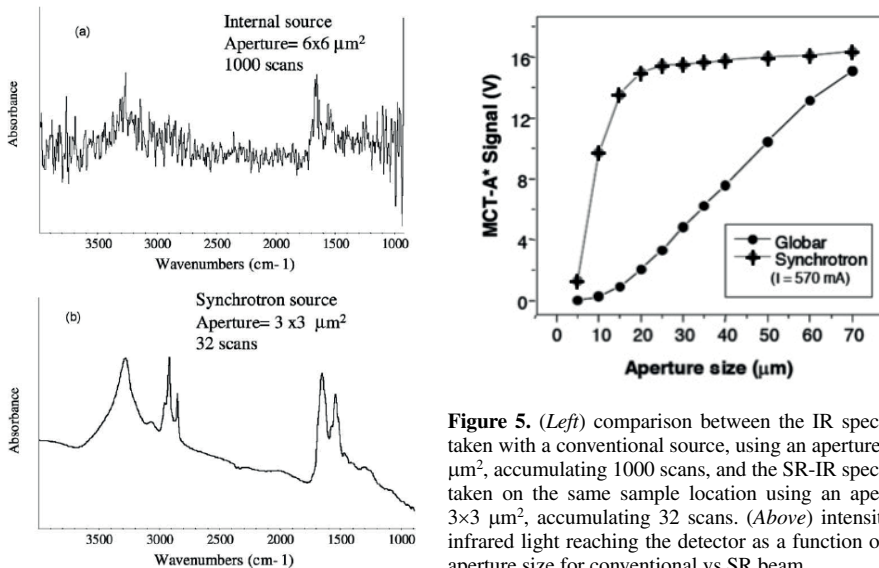 (a)
Internal source
Aperture= 6x6 μm²
1000 scans
Absorbance
3500 3000 2500 2000 1500 1000
Wavenumbers (cm- 1)
(b)
Synchrotron source
Aperture= 3 x3 μm²
32 scans
Absorbance
3500 3000 2500 2000 1500 1000
Wavenumbers (cm- 1)
MCT-A* Signal (V)
16
12
8
4
0
Globar
Synchrotron
(I = 570 mA)
0 10 20 30 40 50 60 70
Aperture size (μm)
Figure 5. (Left) comparison between the IR spec
taken with a conventional source, using an aperture
μm², accumulating 1000 scans, and the SR-IR spec
taken on the same sample location using an ape
3×3 μm², accumulating 32 scans. (Above) intensit
infrared light reaching the detector as a function o
aperture size for conventional vs SR beam